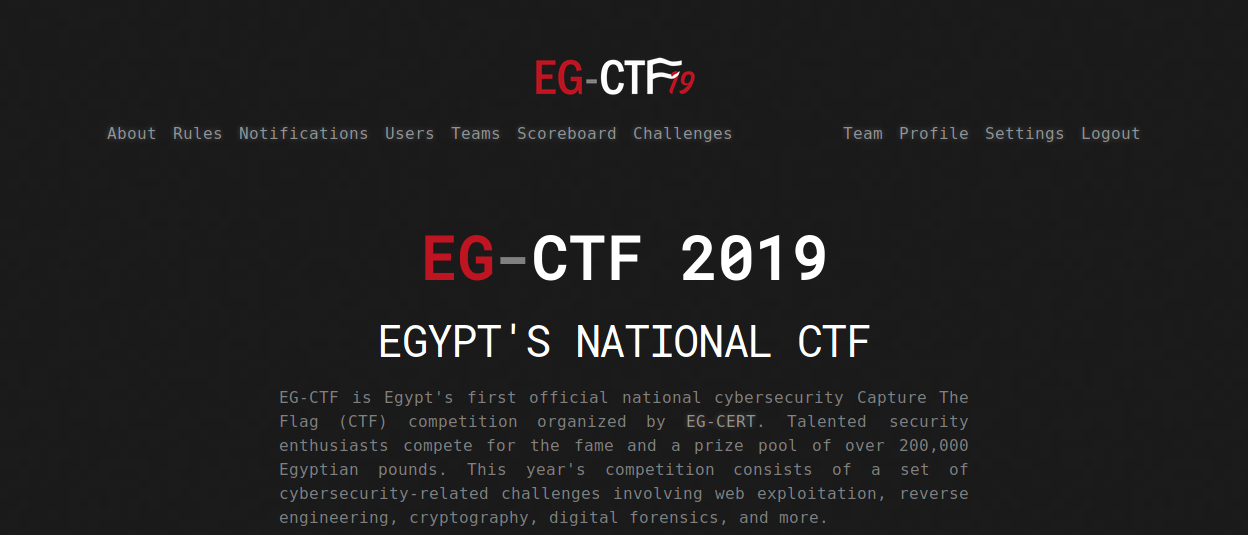 EG-CTF 19
About Rules Notifications Users Teams Scoreboard Challenges Team Profile Settings Logout
EG-CTF 2019
EGYPT'S NATIONAL CTF
EG-CTF is Egypt's first official national cybersecurity Capture The
Flag (CTF) competition organized by EG-CERT. Talented security
enthusiasts compete for the fame and a prize pool of over 200,000
Egyptian pounds. This year's competition consists of a set of
cybersecurity-related challenges involving web exploitation, reverse
engineering, cryptography, digital forensics, and more.